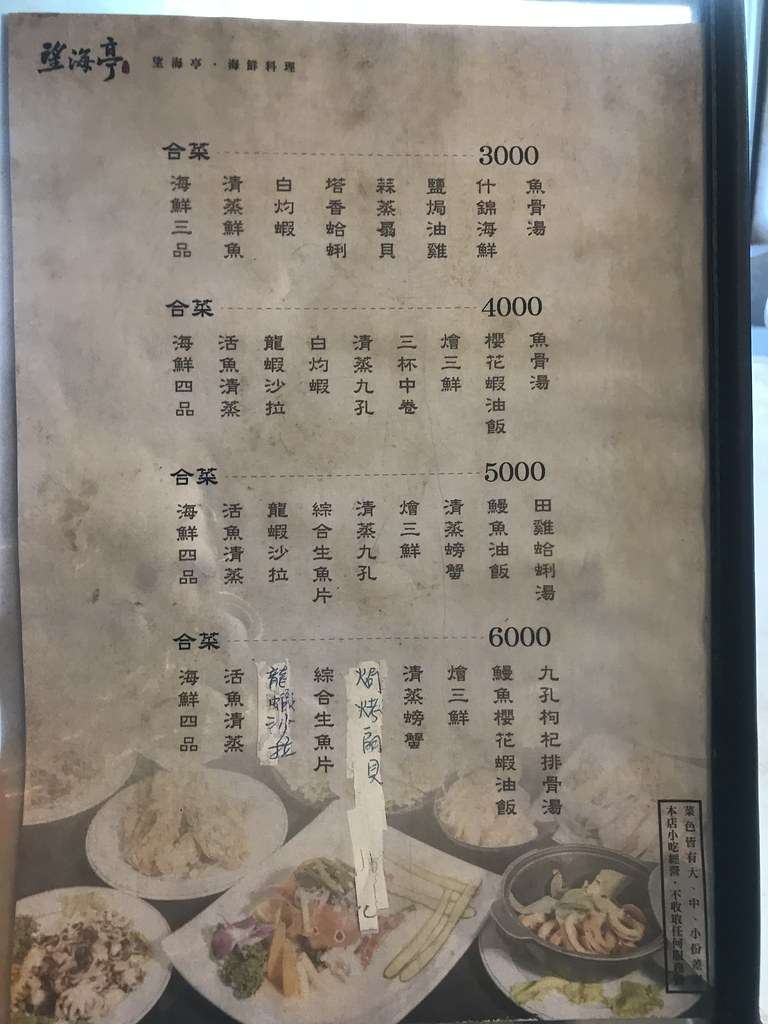 望海亭
望海亭·海鮮料理
合菜 3000
海鮮三品
清蒸鮮魚
白灼蝦
塔香蛤蜊
蒜蒸扇貝
鹽焗油雞
什錦海鮮
魚骨湯
合菜 4000
海鮮四品
活魚清蒸
龍蝦沙拉
白灼蝦
清蒸九孔
三杯中卷
燴三鮮
櫻花蝦油飯
魚骨湯
合菜 5000
海鮮四品
活魚清蒸
龍蝦沙拉
綜合生魚片
清蒸九孔
燴三鮮
清蒸螃蟹
鰻魚油飯
田雞蛤蜊湯
合菜 6000
海鮮四品
活魚清蒸
龍蝦沙拉
綜合生魚片
焗烤扇貝
清蒸螃蟹
燴三鮮
鰻魚櫻花蝦油飯
九孔枸杞排骨湯
菜色皆有大、中、小份
本店小吃經營·不收取任何服務